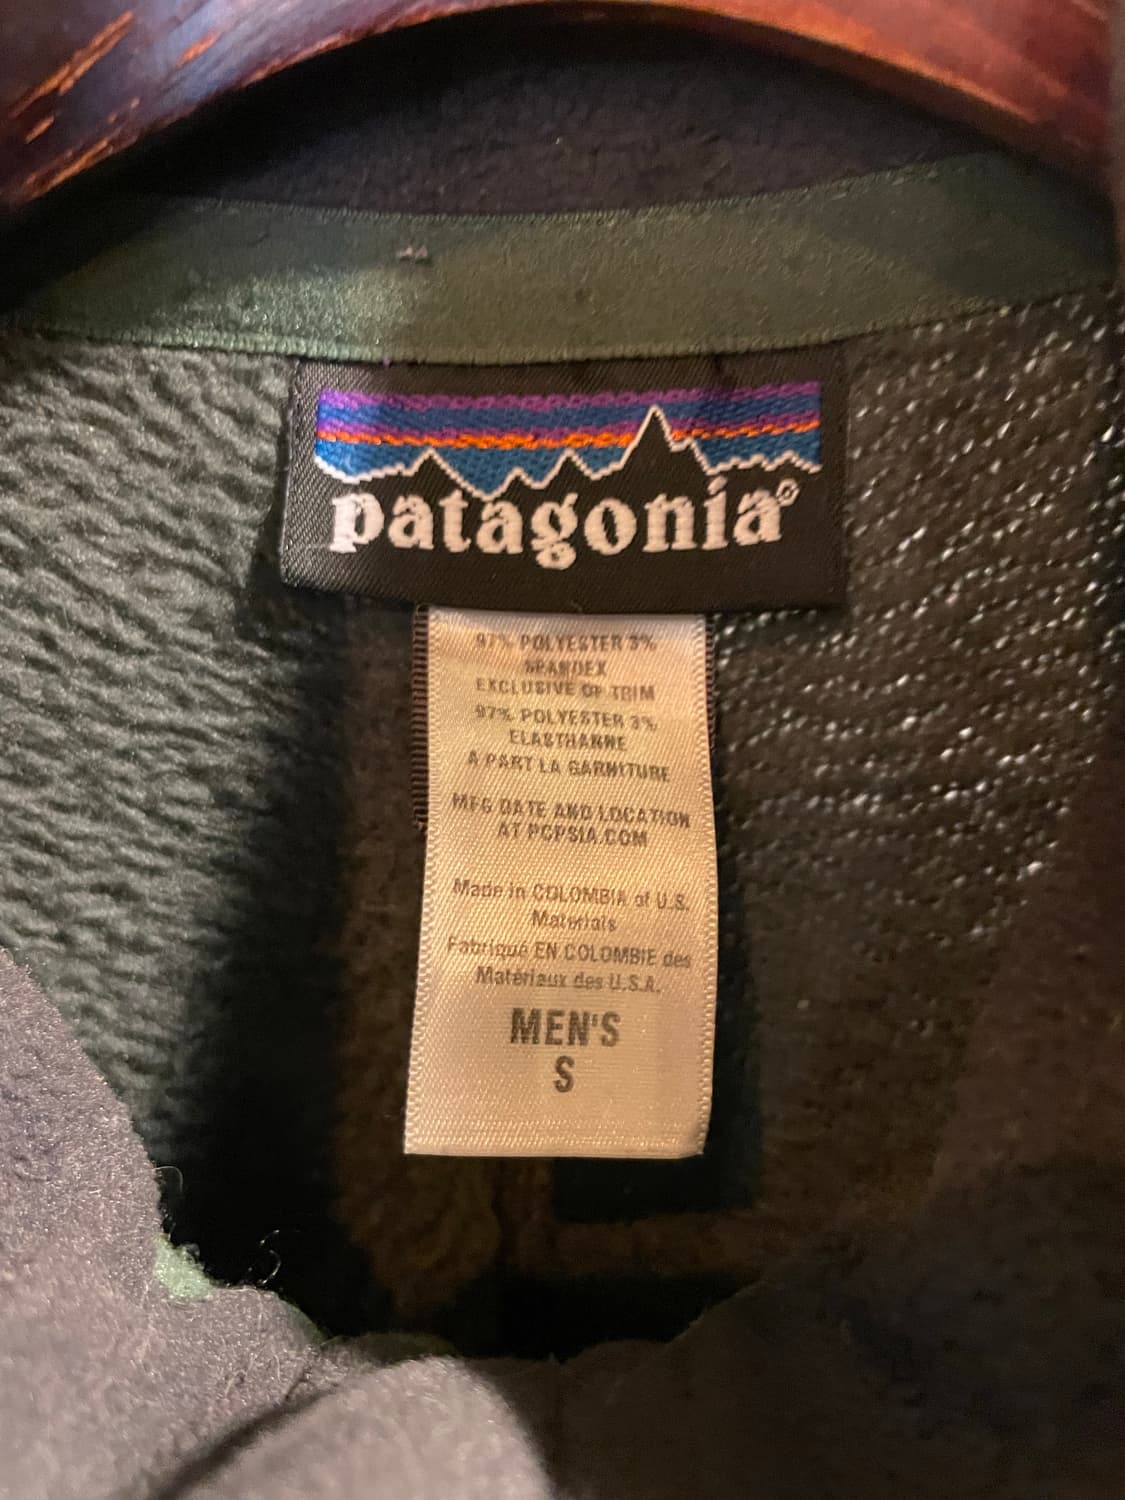 patagonia®
97% POLYESTER 3%
SPANDEX
EXCLUSIVE OF TRIM
97% POLYESTER 3%
ELASTHANNE
A PART LA GARNITURE
MFG DATE AND LOCATION
AT PCPSIA.COM
Made in COLOMBIA of U.S.
Materials
Fabriqué EN COLOMBIE des
Matériaux des U.S.A.
MEN'S
S